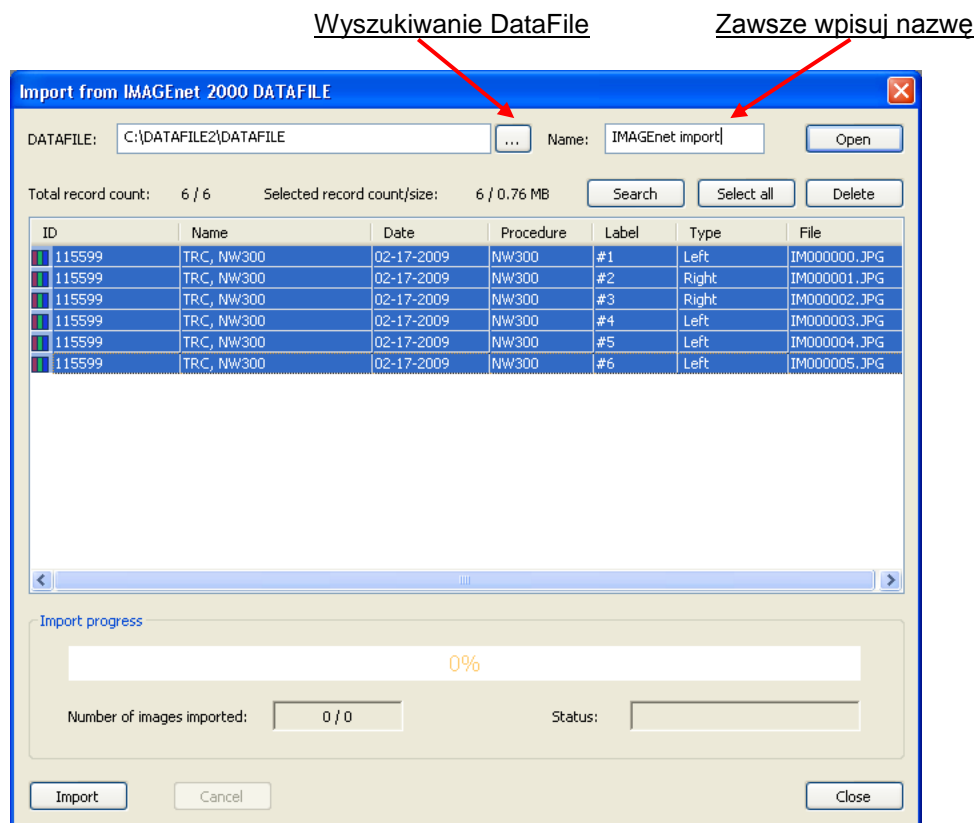 Wyszukiwanie DataFile Zawsze wpisuj nazwę
Import from IMAGEnet 2000 DATAFILE
DATAFILE: C:\DATAFILE2\DATAFILE ... Name: IMAGEnet import Open
Total record count: 6 / 6 Selected record count/size: 6 / 0.76 MB Search Select all Delete
ID Name Date Procedure Label Type File
115599 TRC, NW300 02-17-2009 NW300 #1 Left IM000000.JPG
115599 TRC, NW300 02-17-2009 NW300 #2 Right IM000001.JPG
115599 TRC, NW300 02-17-2009 NW300 #3 Right IM000002.JPG
115599 TRC, NW300 02-17-2009 NW300 #4 Left IM000003.JPG
115599 TRC, NW300 02-17-2009 NW300 #5 Left IM000004.JPG
115599 TRC, NW300 02-17-2009 NW300 #6 Left IM000005.JPG
Import progress
0%
Number of images imported: 0 / 0 Status:
Import Cancel Close